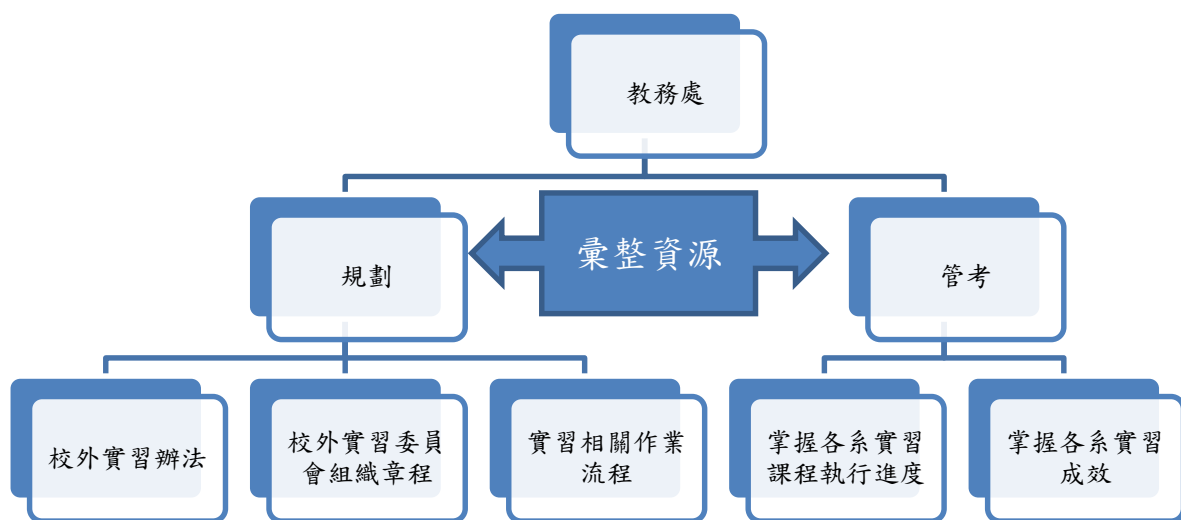 教務處
彙整資源
規劃
管考
校外實習辦法
校外實習委員
會組織章程
實習相關作業
流程
掌握各系實習
課程執行進度
掌握各系實習
成效